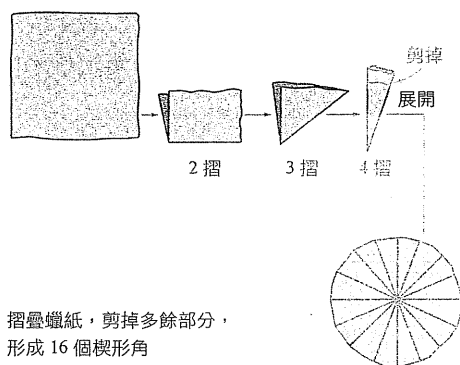 剪掉
展開
2 摺
3 摺
4 摺
摺疊蠟紙，剪掉多餘部分，
形成 16 個楔形角